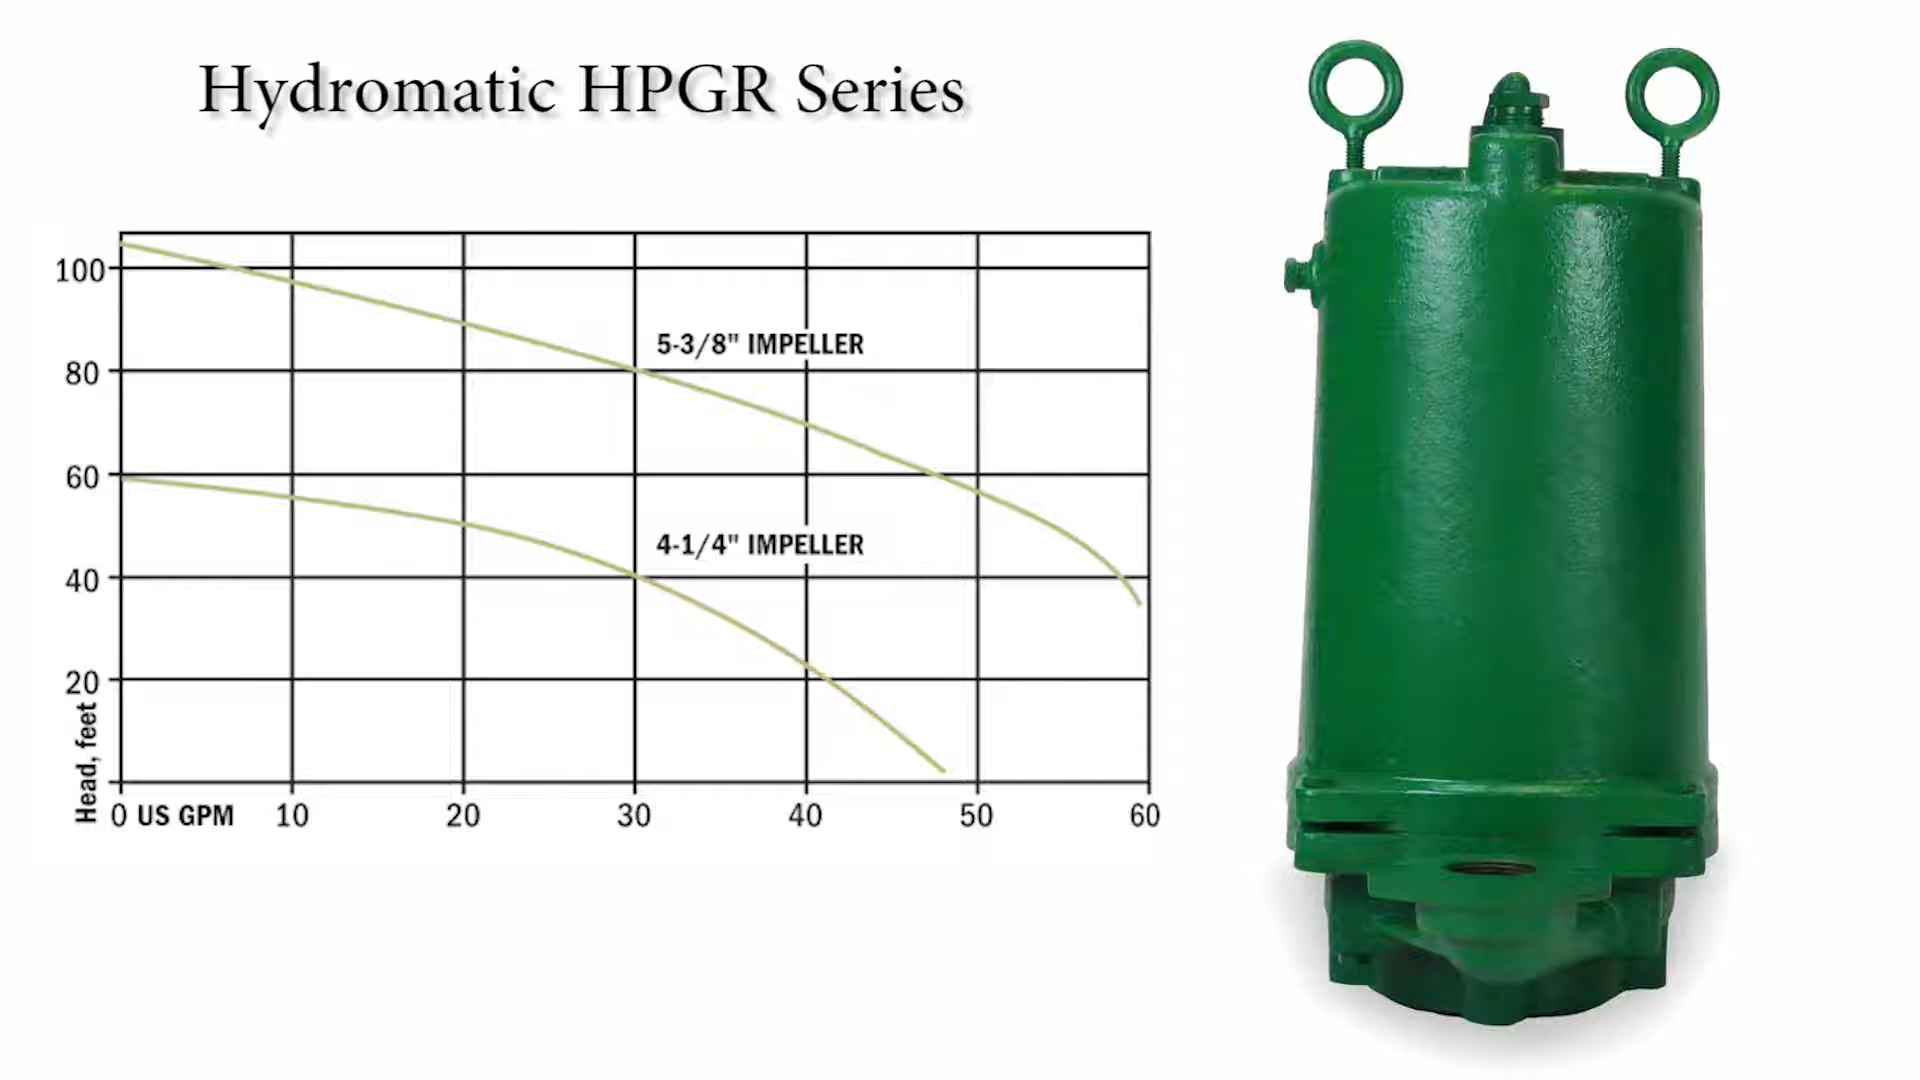 Hydromatic HPGR Series
100
5-3/8" IMPELLER
80
60
4-1/4" IMPELLER
40
20
Head, feet
0 US GPM 10 20 30 40 50 60